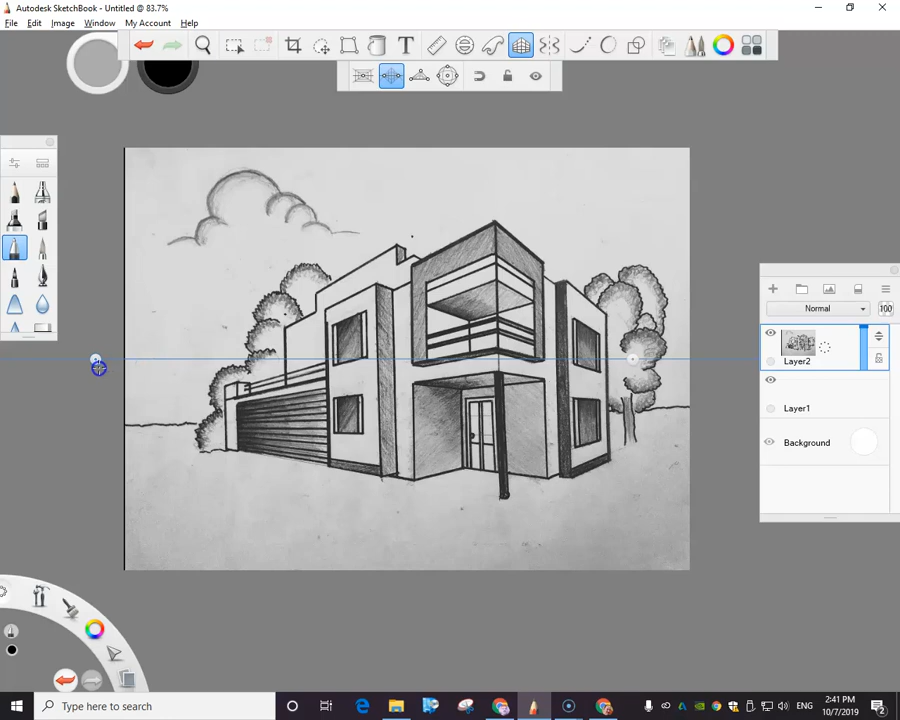 Autodesk SketchBook - Untitled @ 83.7%
File Edit Image Window My Account Help
T
Normal 100
Layer2
Layer1
Background
Type here to search
ENG
2:41 PM
10/7/2019
2